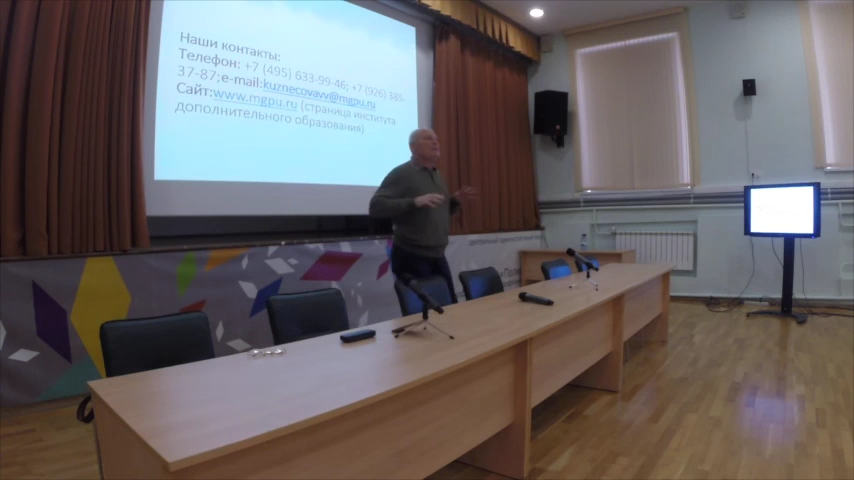 Наши контакты:
Телефон: +7 (495) 633-99-46; +7 (926) 385-
37-87;e-mail:kuznecovavv@mgpu.ru
Сайт:www.mgpu.ru (страница института
дополнительного образования)